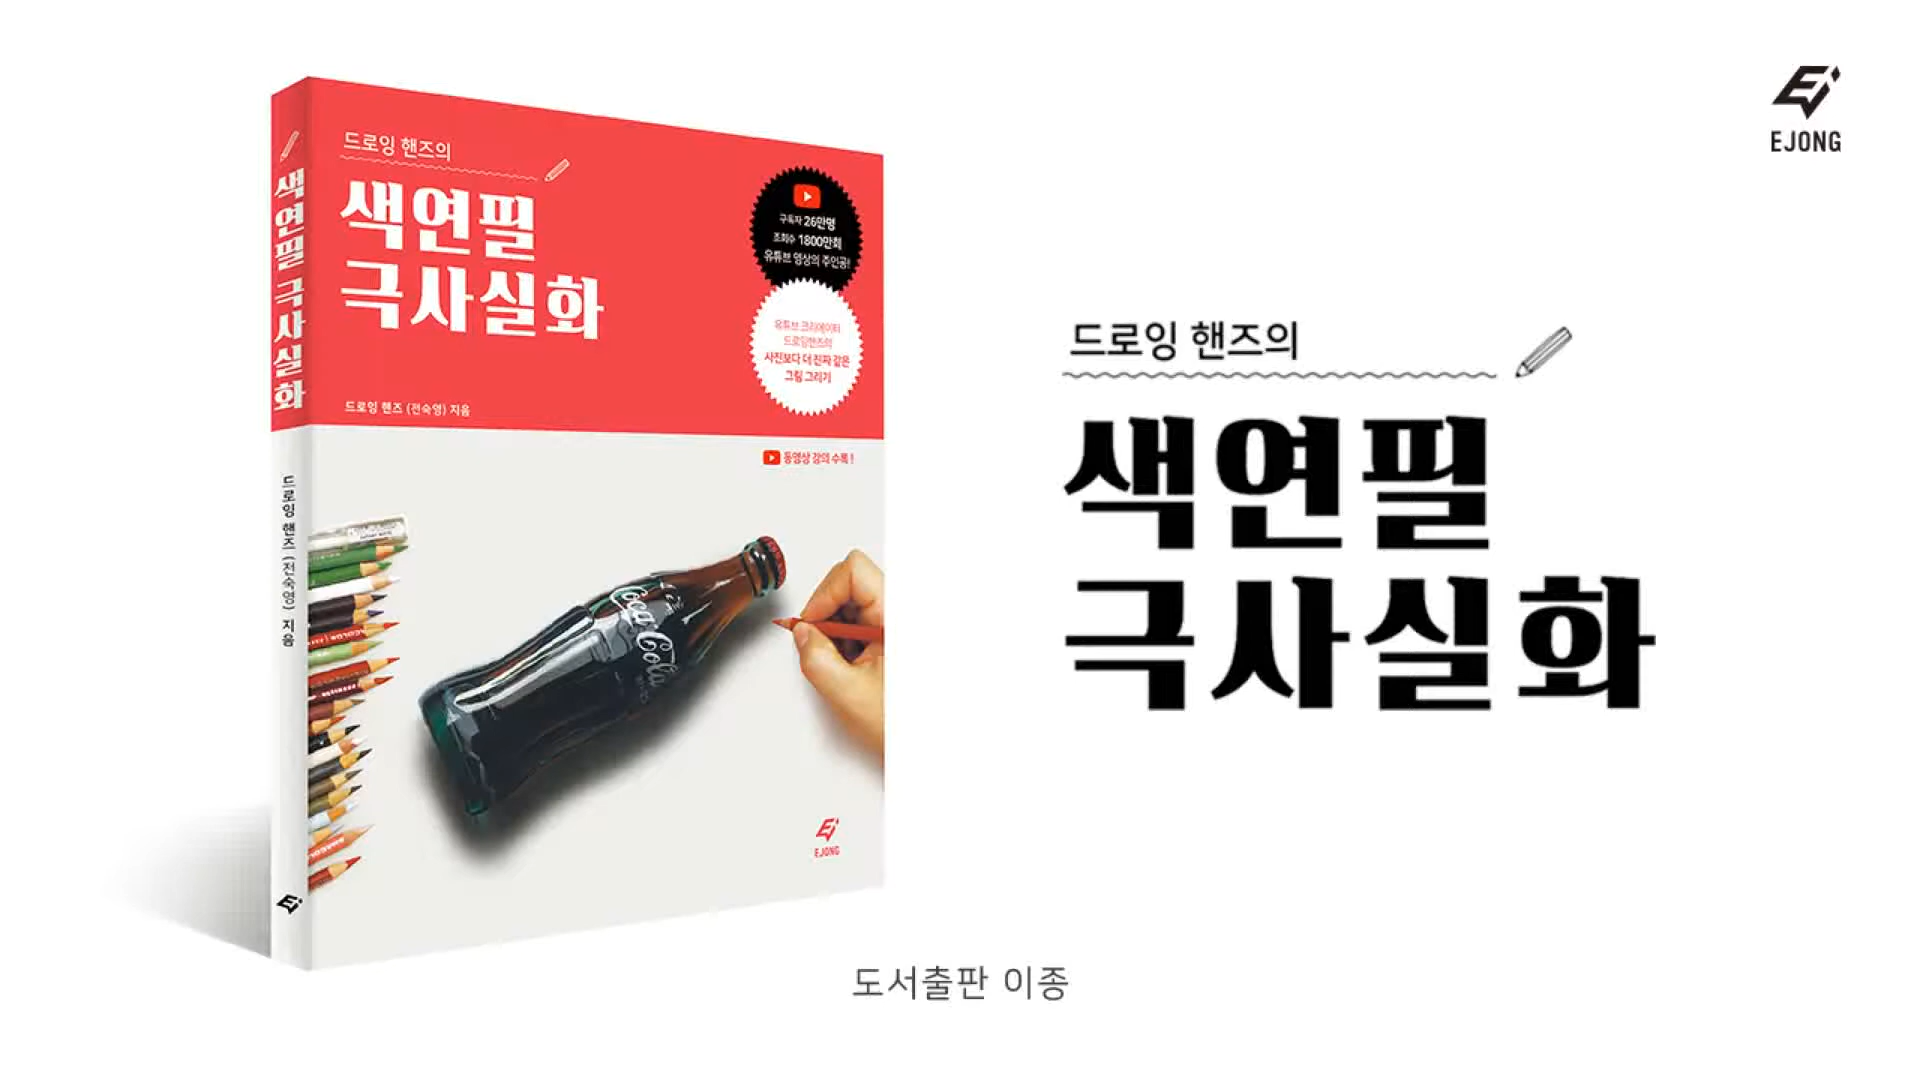 드로잉 핸즈의
색연필
극사실화
구독자 26만명
조회수 1800만회
유튜브 영상의 주인공!
유튜브 크리에이터
드로잉핸즈의
사진보다 더 진짜 같은
그림 그리기
드로잉 핸즈 (전숙영) 지음
동영상 강의 수록!
Coca-Cola
EJONG
색연필 극사실화
드로잉 핸즈 (전숙영) 지음
EJONG
드로잉 핸즈의
색연필
극사실화
도서출판 이종